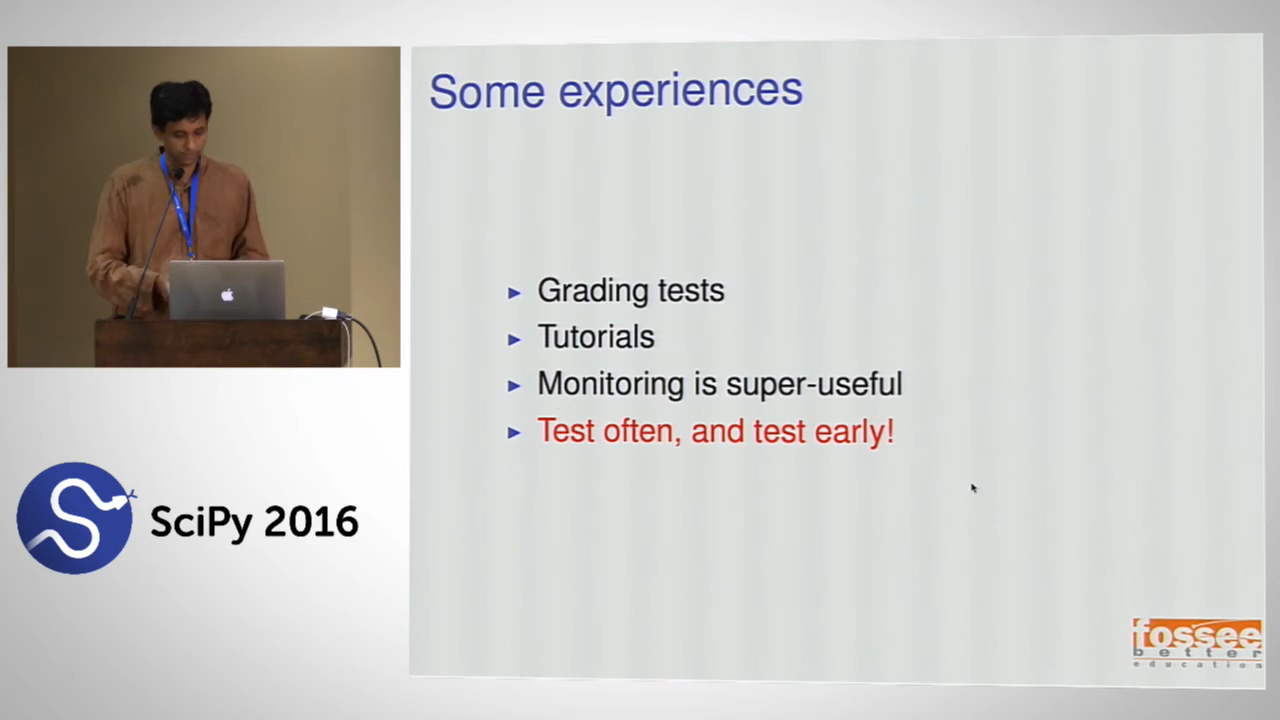 Some experiences
Grading tests
Tutorials
Monitoring is super-useful
Test often, and test early!
SciPy 2016
fossee
better
education